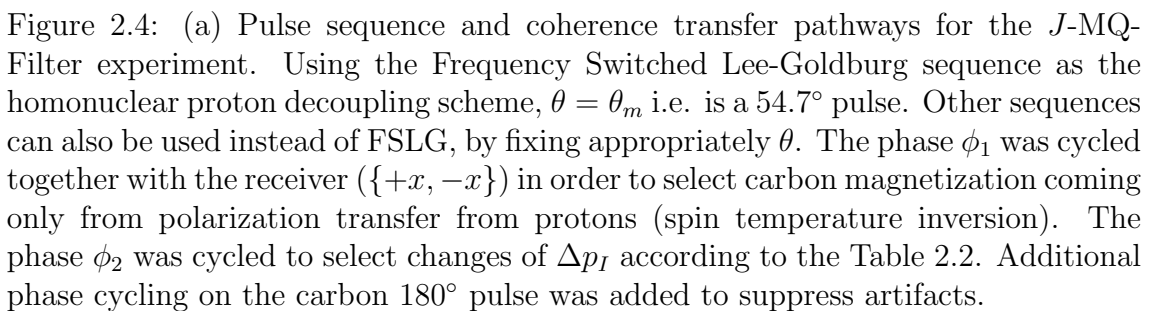 Figure 2.4: (a) Pulse sequence and coherence transfer pathways for the J-MQ-
Filter experiment. Using the Frequency Switched Lee-Goldburg sequence as the
homonuclear proton decoupling scheme, θ = θm i.e. is a 54.7° pulse. Other sequences
can also be used instead of FSLG, by fixing appropriately θ. The phase ϕ1 was cycled
together with the receiver ({+x, −x}) in order to select carbon magnetization coming
only from polarization transfer from protons (spin temperature inversion). The
phase ϕ2 was cycled to select changes of ΔpI according to the Table 2.2. Additional
phase cycling on the carbon 180° pulse was added to suppress artifacts.